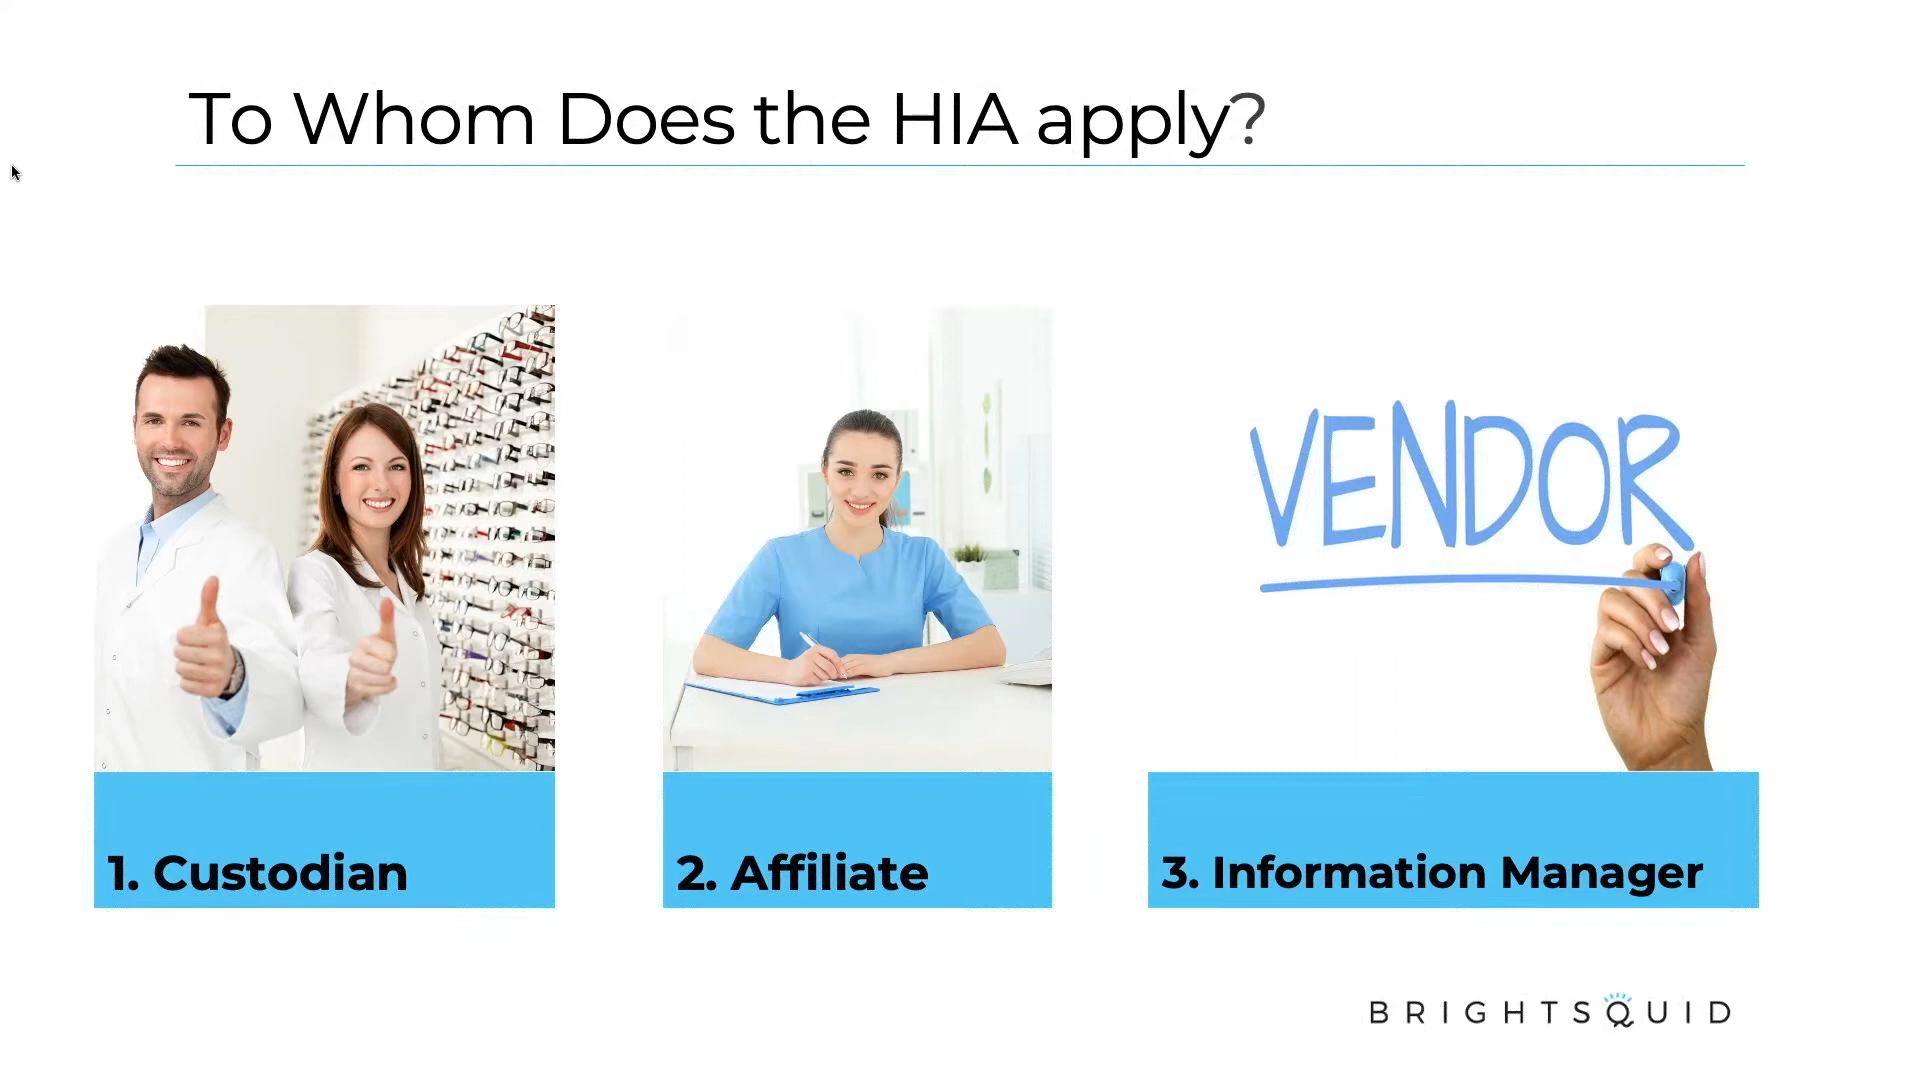 To Whom Does the HIA apply?
VENDOR
1. Custodian
2. Affiliate
3. Information Manager
BRIGHTSQUID